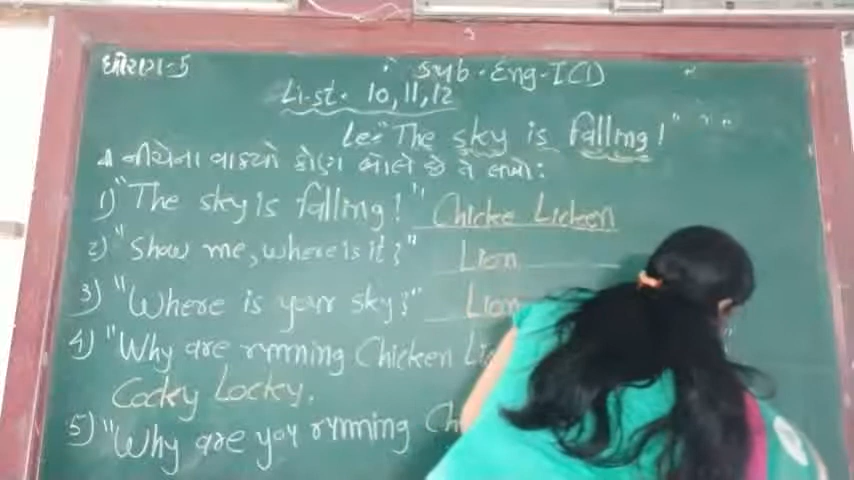 ધોરણ-5
Sub. Eng-I(1)
Li.st. 10,11,12
Le-"The sky is falling!"
નીચેના વાક્યો કોણ બોલે છે તે લખો:
1) "The sky is falling!" Chicke Licken
2) "Show me, where is it?" Lion
3) "Where is your sky?" Lion
4) "Why are running Chicken
Cocky Locky.
5) "Why are you running